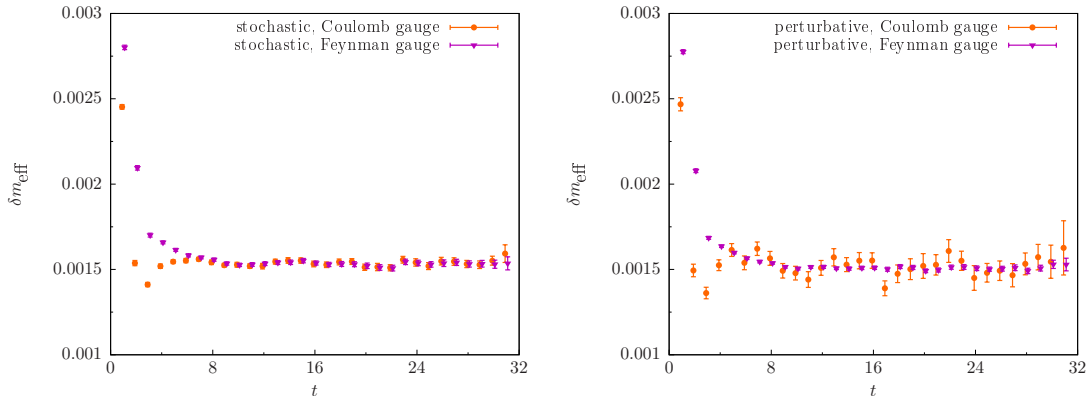 0.003
0.0025
0.002
0.0015
0.001
0
8
16
24
32
δm_eff
t
stochastic, Coulomb gauge
stochastic, Feynman gauge
0.003
0.0025
0.002
0.0015
0.001
0
8
16
24
32
δm_eff
t
perturbative, Coulomb gauge
perturbative, Feynman gauge